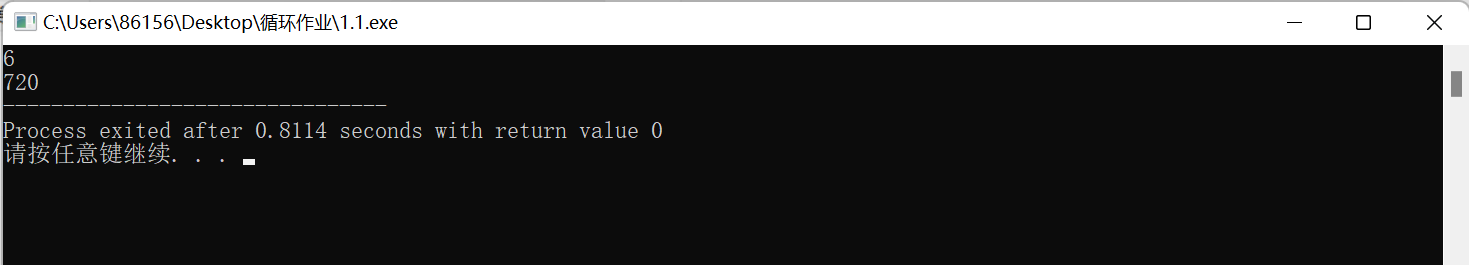 C:\Users\86156\Desktop\循环作业\1.1.exe
6
720
--------------------------------
Process exited after 0.8114 seconds with return value 0
请按任意键继续. . .